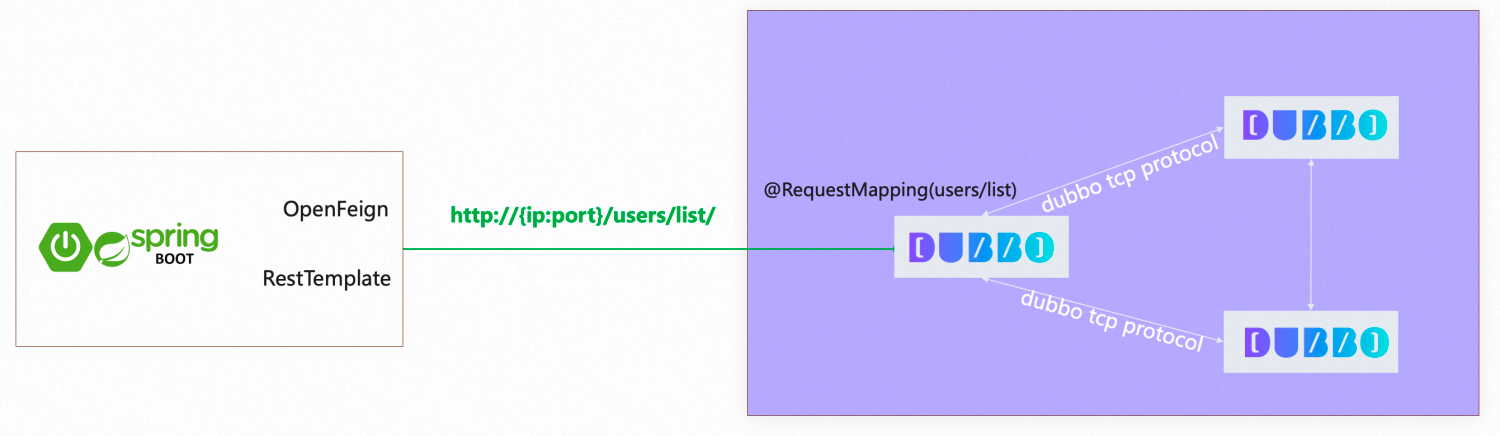 OpenFeign
spring
BOOT
RestTemplate
http://{ip:port}/users/list/
@RequestMapping(users/list)
DUBBO
dubbo tcp protocol
DUBBO
dubbo tcp protocol
DUBBO